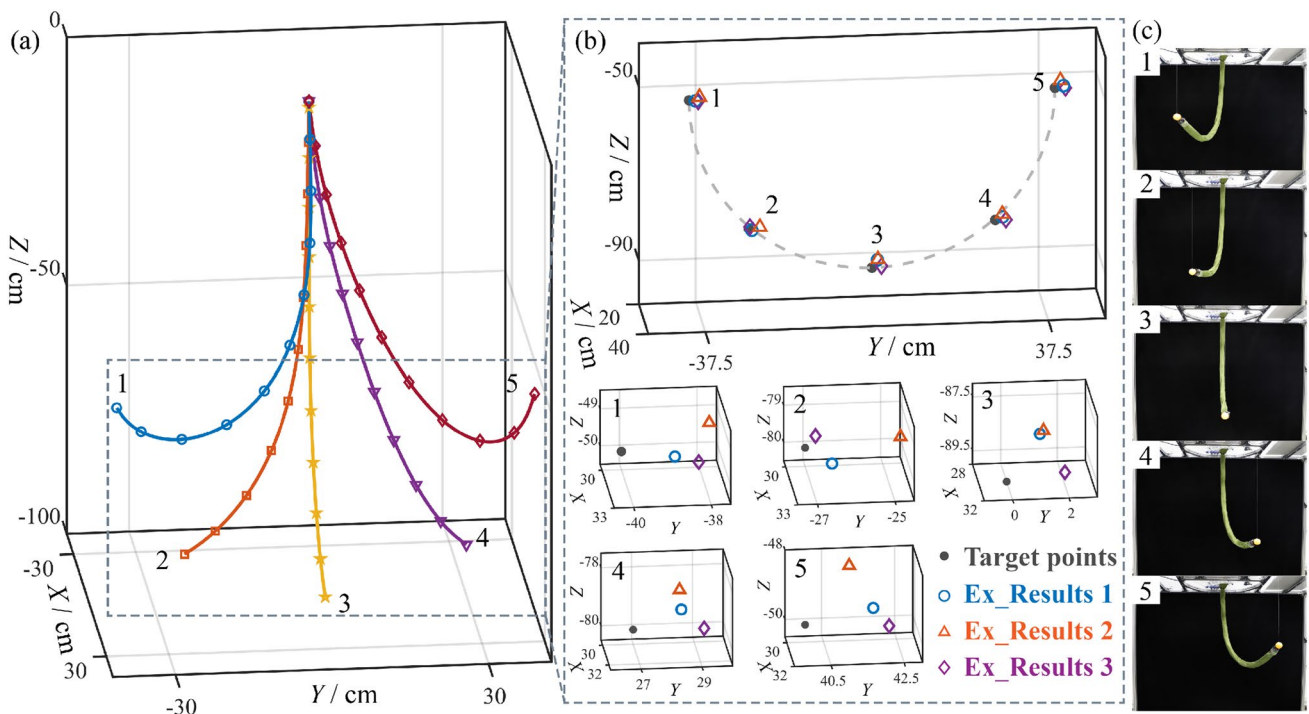 (a)
0
-50
-100
Z / cm
-30
30
X / cm
-30
30
Y / cm
1
2
3
4
5
(b)
-50
-90
Z / cm
20
40
X / cm
-37.5
37.5
Y / cm
1
2
3
4
5
1
-49
-50
Z
30
33
X
-40
-38
Y
2
-79
-80
Z
30
33
X
-27
-25
Y
3
-87.5
-89.5
Z
28
32
X
0
2
Y
4
-78
-80
Z
30
32
X
27
29
Y
5
-48
-50
Z
30
32
X
40.5
42.5
Y
Target points
Ex_Results 1
Ex_Results 2
Ex_Results 3
(c)
1
2
3
4
5